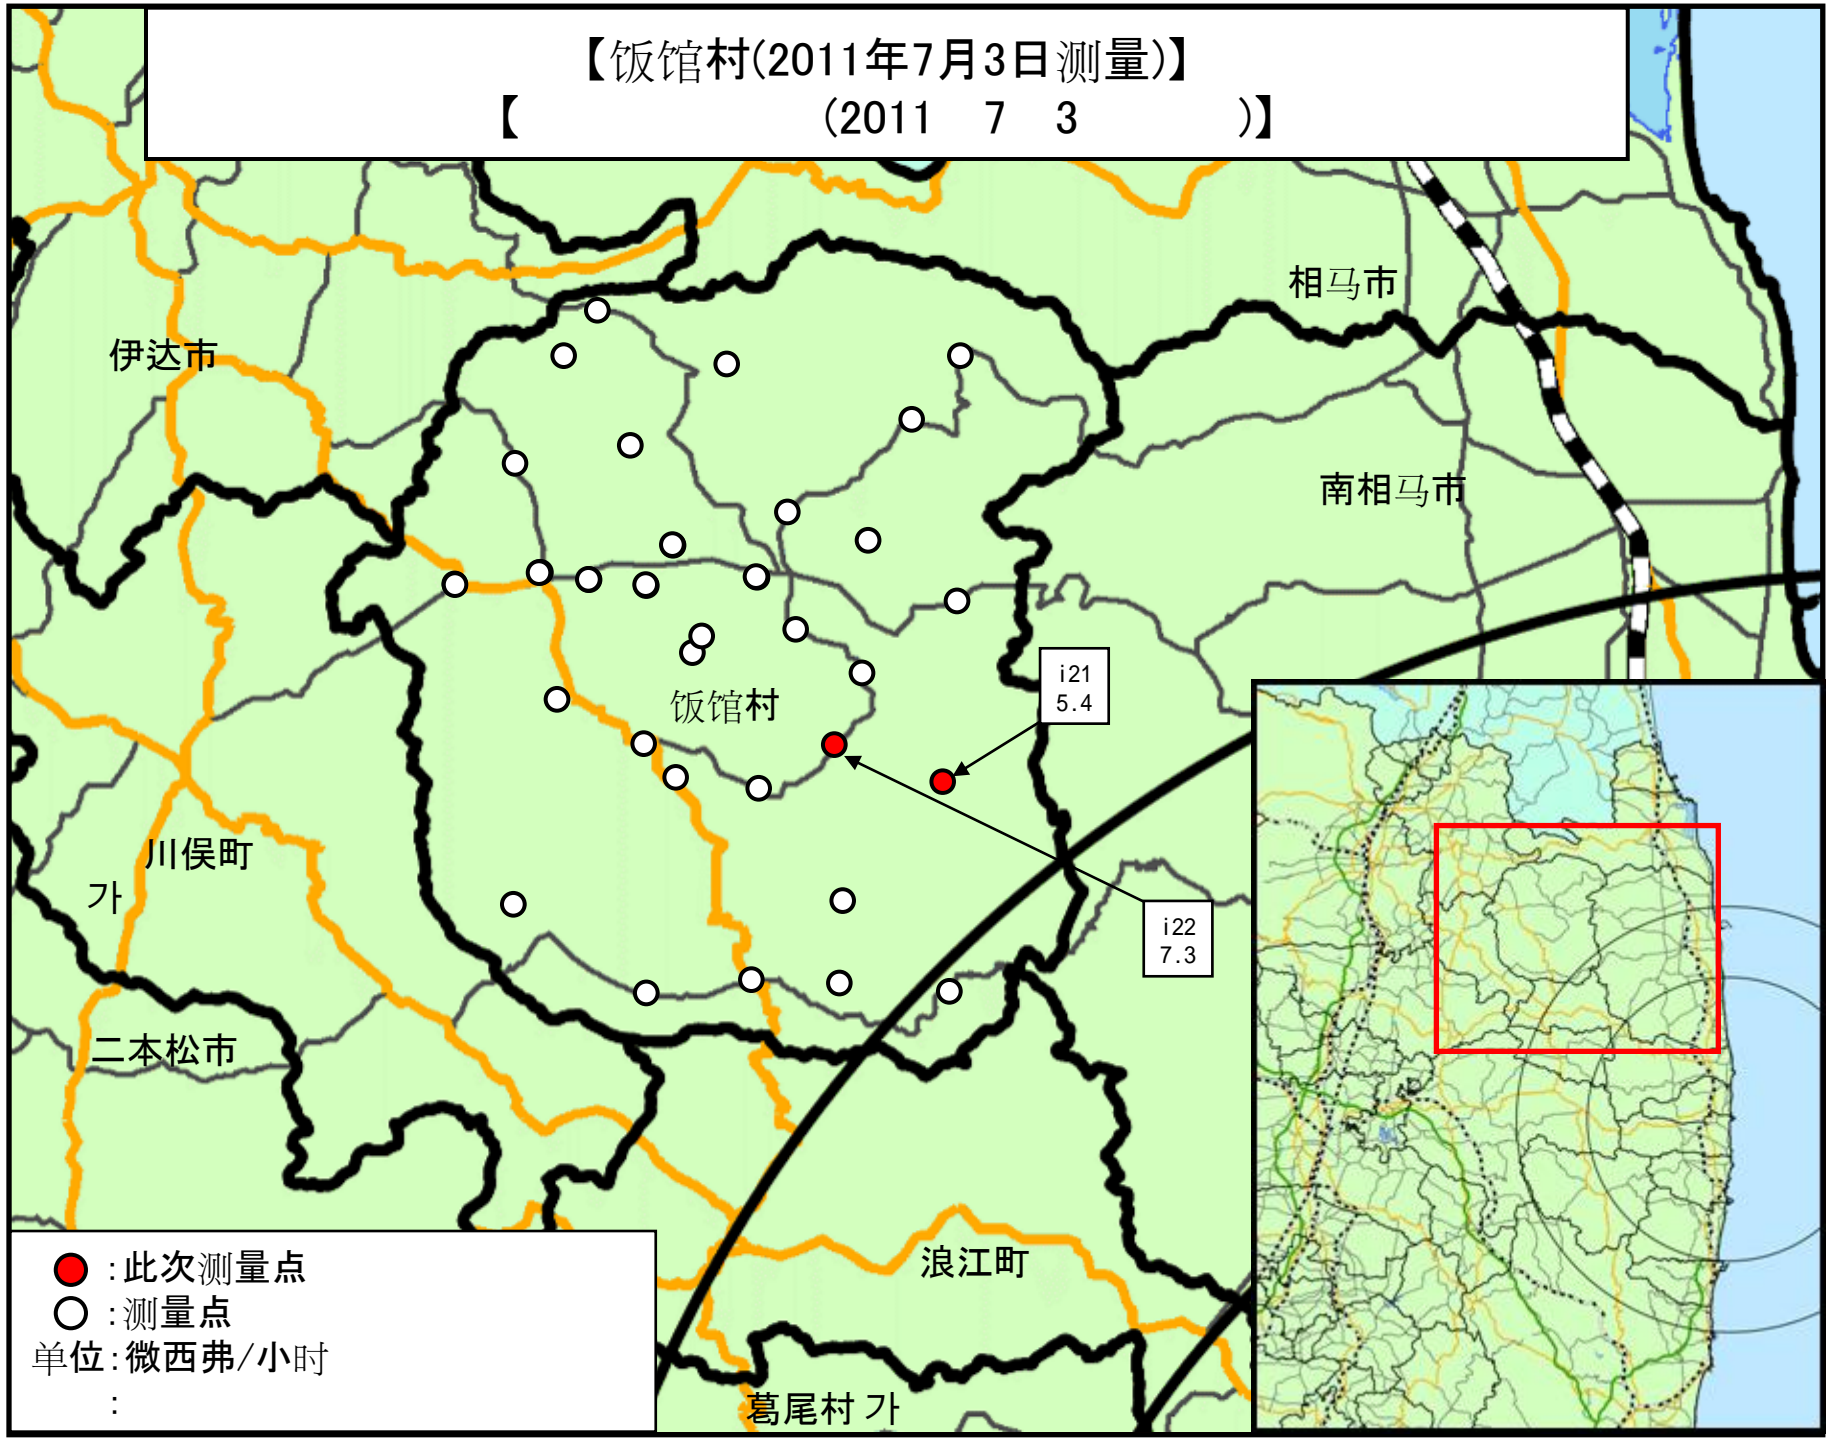 【饭馆村(2011年7月3日测量)】
【 (2011 7 3 )】
相马市
伊达市
南相马市
i21
5.4
饭馆村
川俣町
가
i22
7.3
二本松市
浪江町
葛尾村 가
:此次测量点
:测量点
单位:微西弗/小时
: